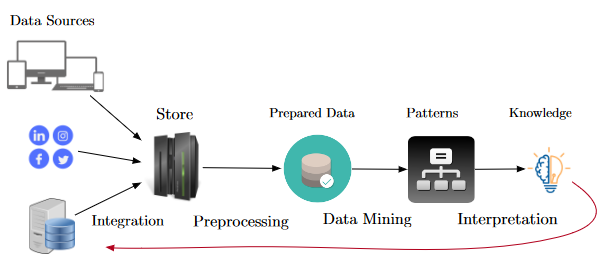 Data Sources
Store
Prepared Data
Patterns
Knowledge
Integration
Preprocessing
Data Mining
Interpretation